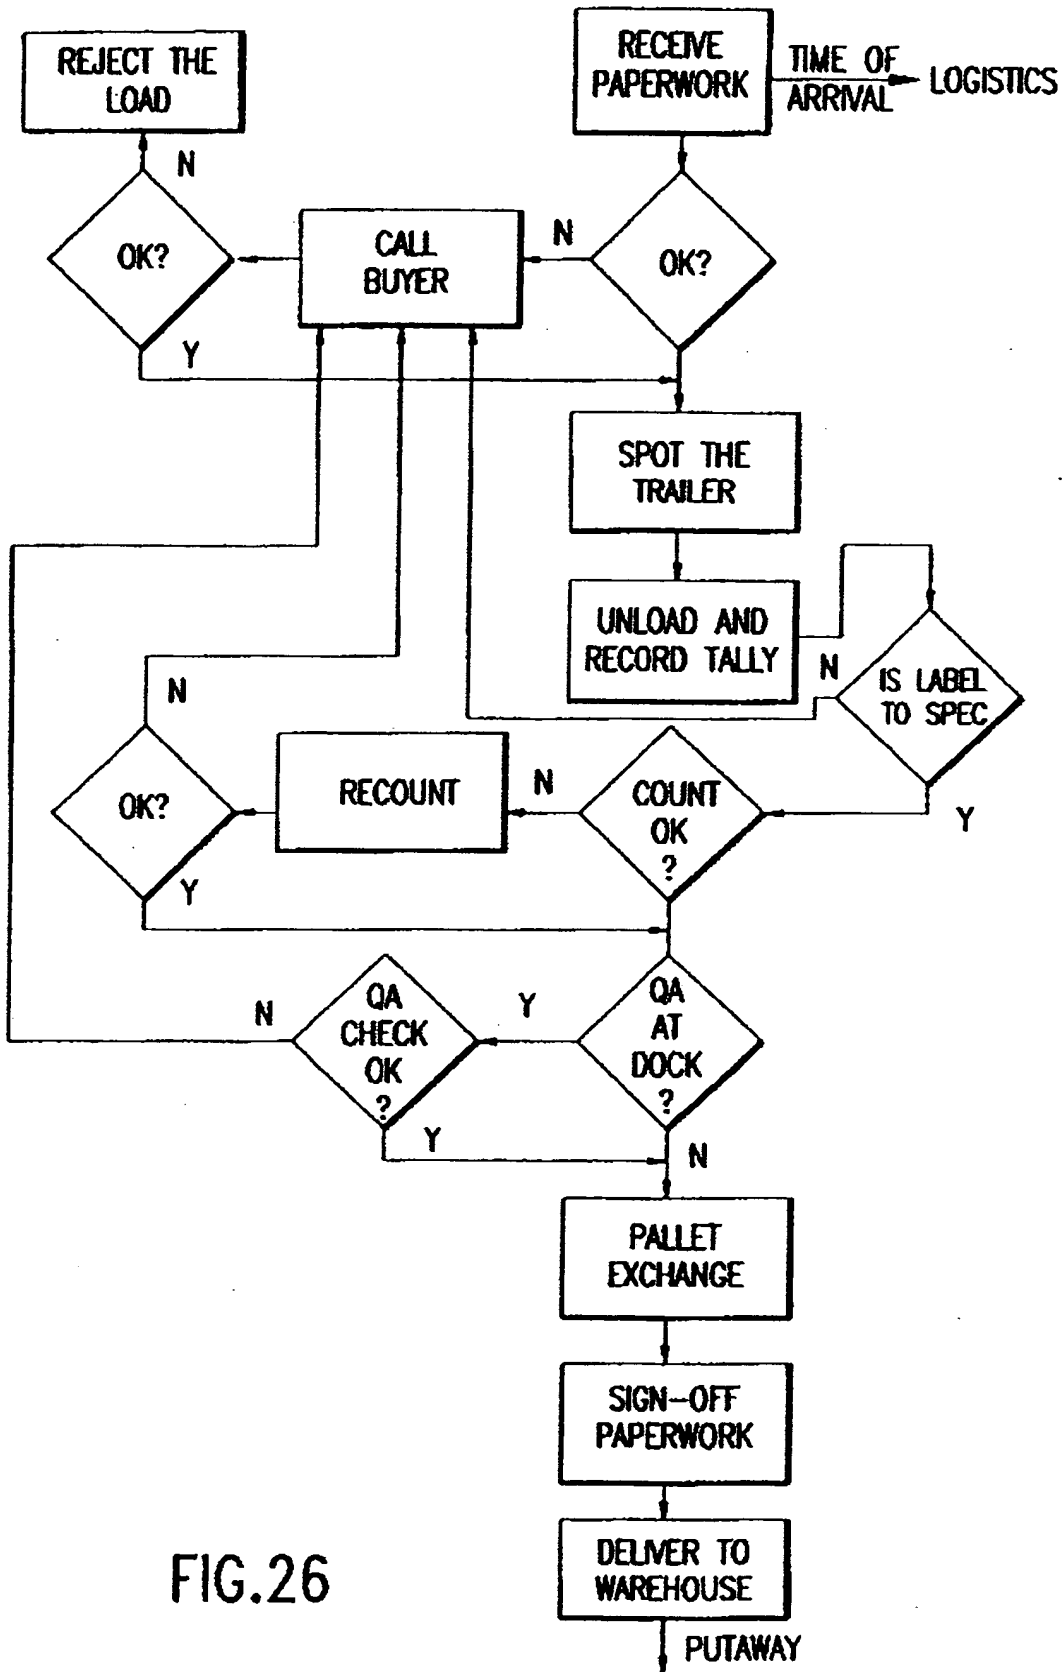 REJECT THE
LOAD
RECEIVE
PAPERWORK
TIME OF
ARRIVAL
LOGISTICS
N
OK?
CALL
BUYER
N
OK?
Y
SPOT THE
TRAILER
UNLOAD AND
RECORD TALLY
N
IS LABEL
TO SPEC
N
OK?
RECOUNT
N
COUNT
OK
?
Y
Y
N
QA
CHECK
OK
?
Y
QA
AT
DOCK
?
Y
N
PALLET
EXCHANGE
SIGN-OFF
PAPERWORK
DELIVER TO
WAREHOUSE
PUTAWAY
FIG.26